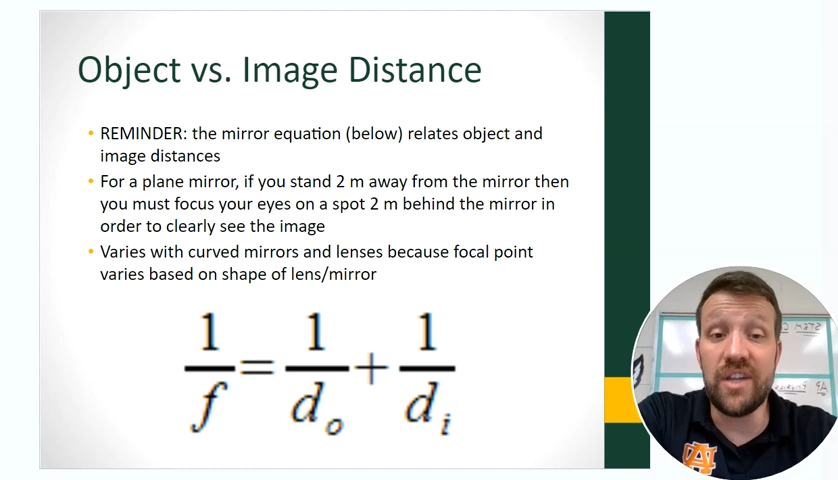 Object vs. Image Distance
• REMINDER: the mirror equation (below) relates object and
image distances
• For a plane mirror, if you stand 2 m away from the mirror then
you must focus your eyes on a spot 2 m behind the mirror in
order to clearly see the image
• Varies with curved mirrors and lenses because focal point
varies based on shape of lens/mirror
1/f = 1/d_o + 1/d_i